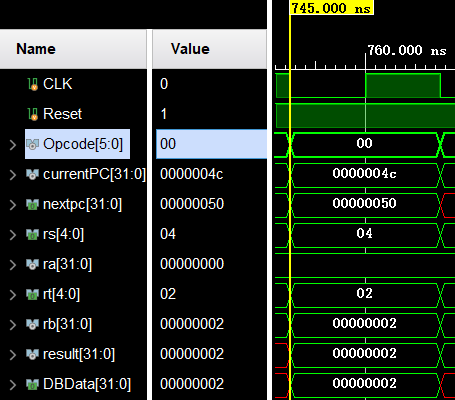 745.000 ns
Name Value 760.000 ns
CLK 0
Reset 1
Opcode[5:0] 00 00
currentPC[31:0] 0000004c 0000004c
nextpc[31:0] 00000050 00000050
rs[4:0] 04 04
ra[31:0] 00000000
rt[4:0] 02 02
rb[31:0] 00000002 00000002
result[31:0] 00000002 00000002
DBData[31:0] 00000002 00000002